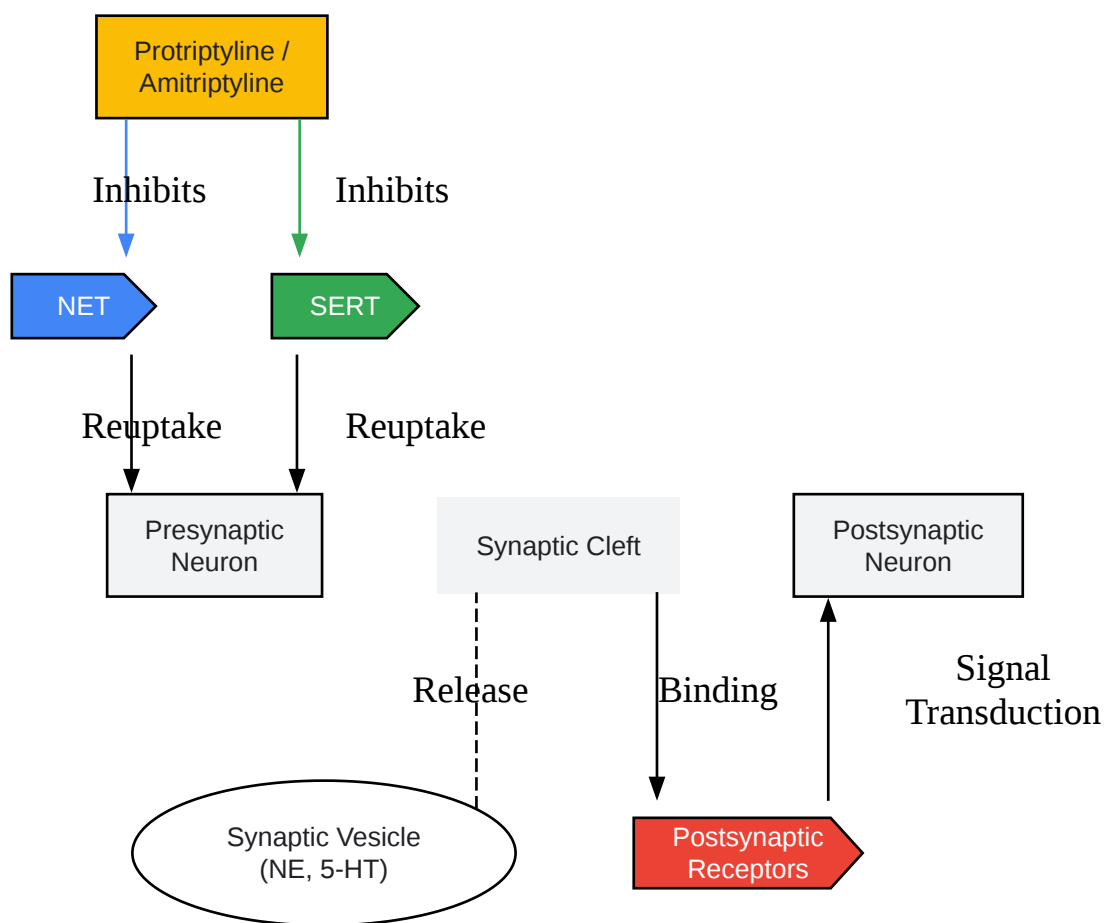 Protriptyline /
Amitriptyline
Inhibits
Inhibits
NET
SERT
Reuptake
Reuptake
Presynaptic
Neuron
Synaptic Cleft
Postsynaptic
Neuron
Release
Binding
Signal
Transduction
Synaptic Vesicle
(NE, 5-HT)
Postsynaptic
Receptors